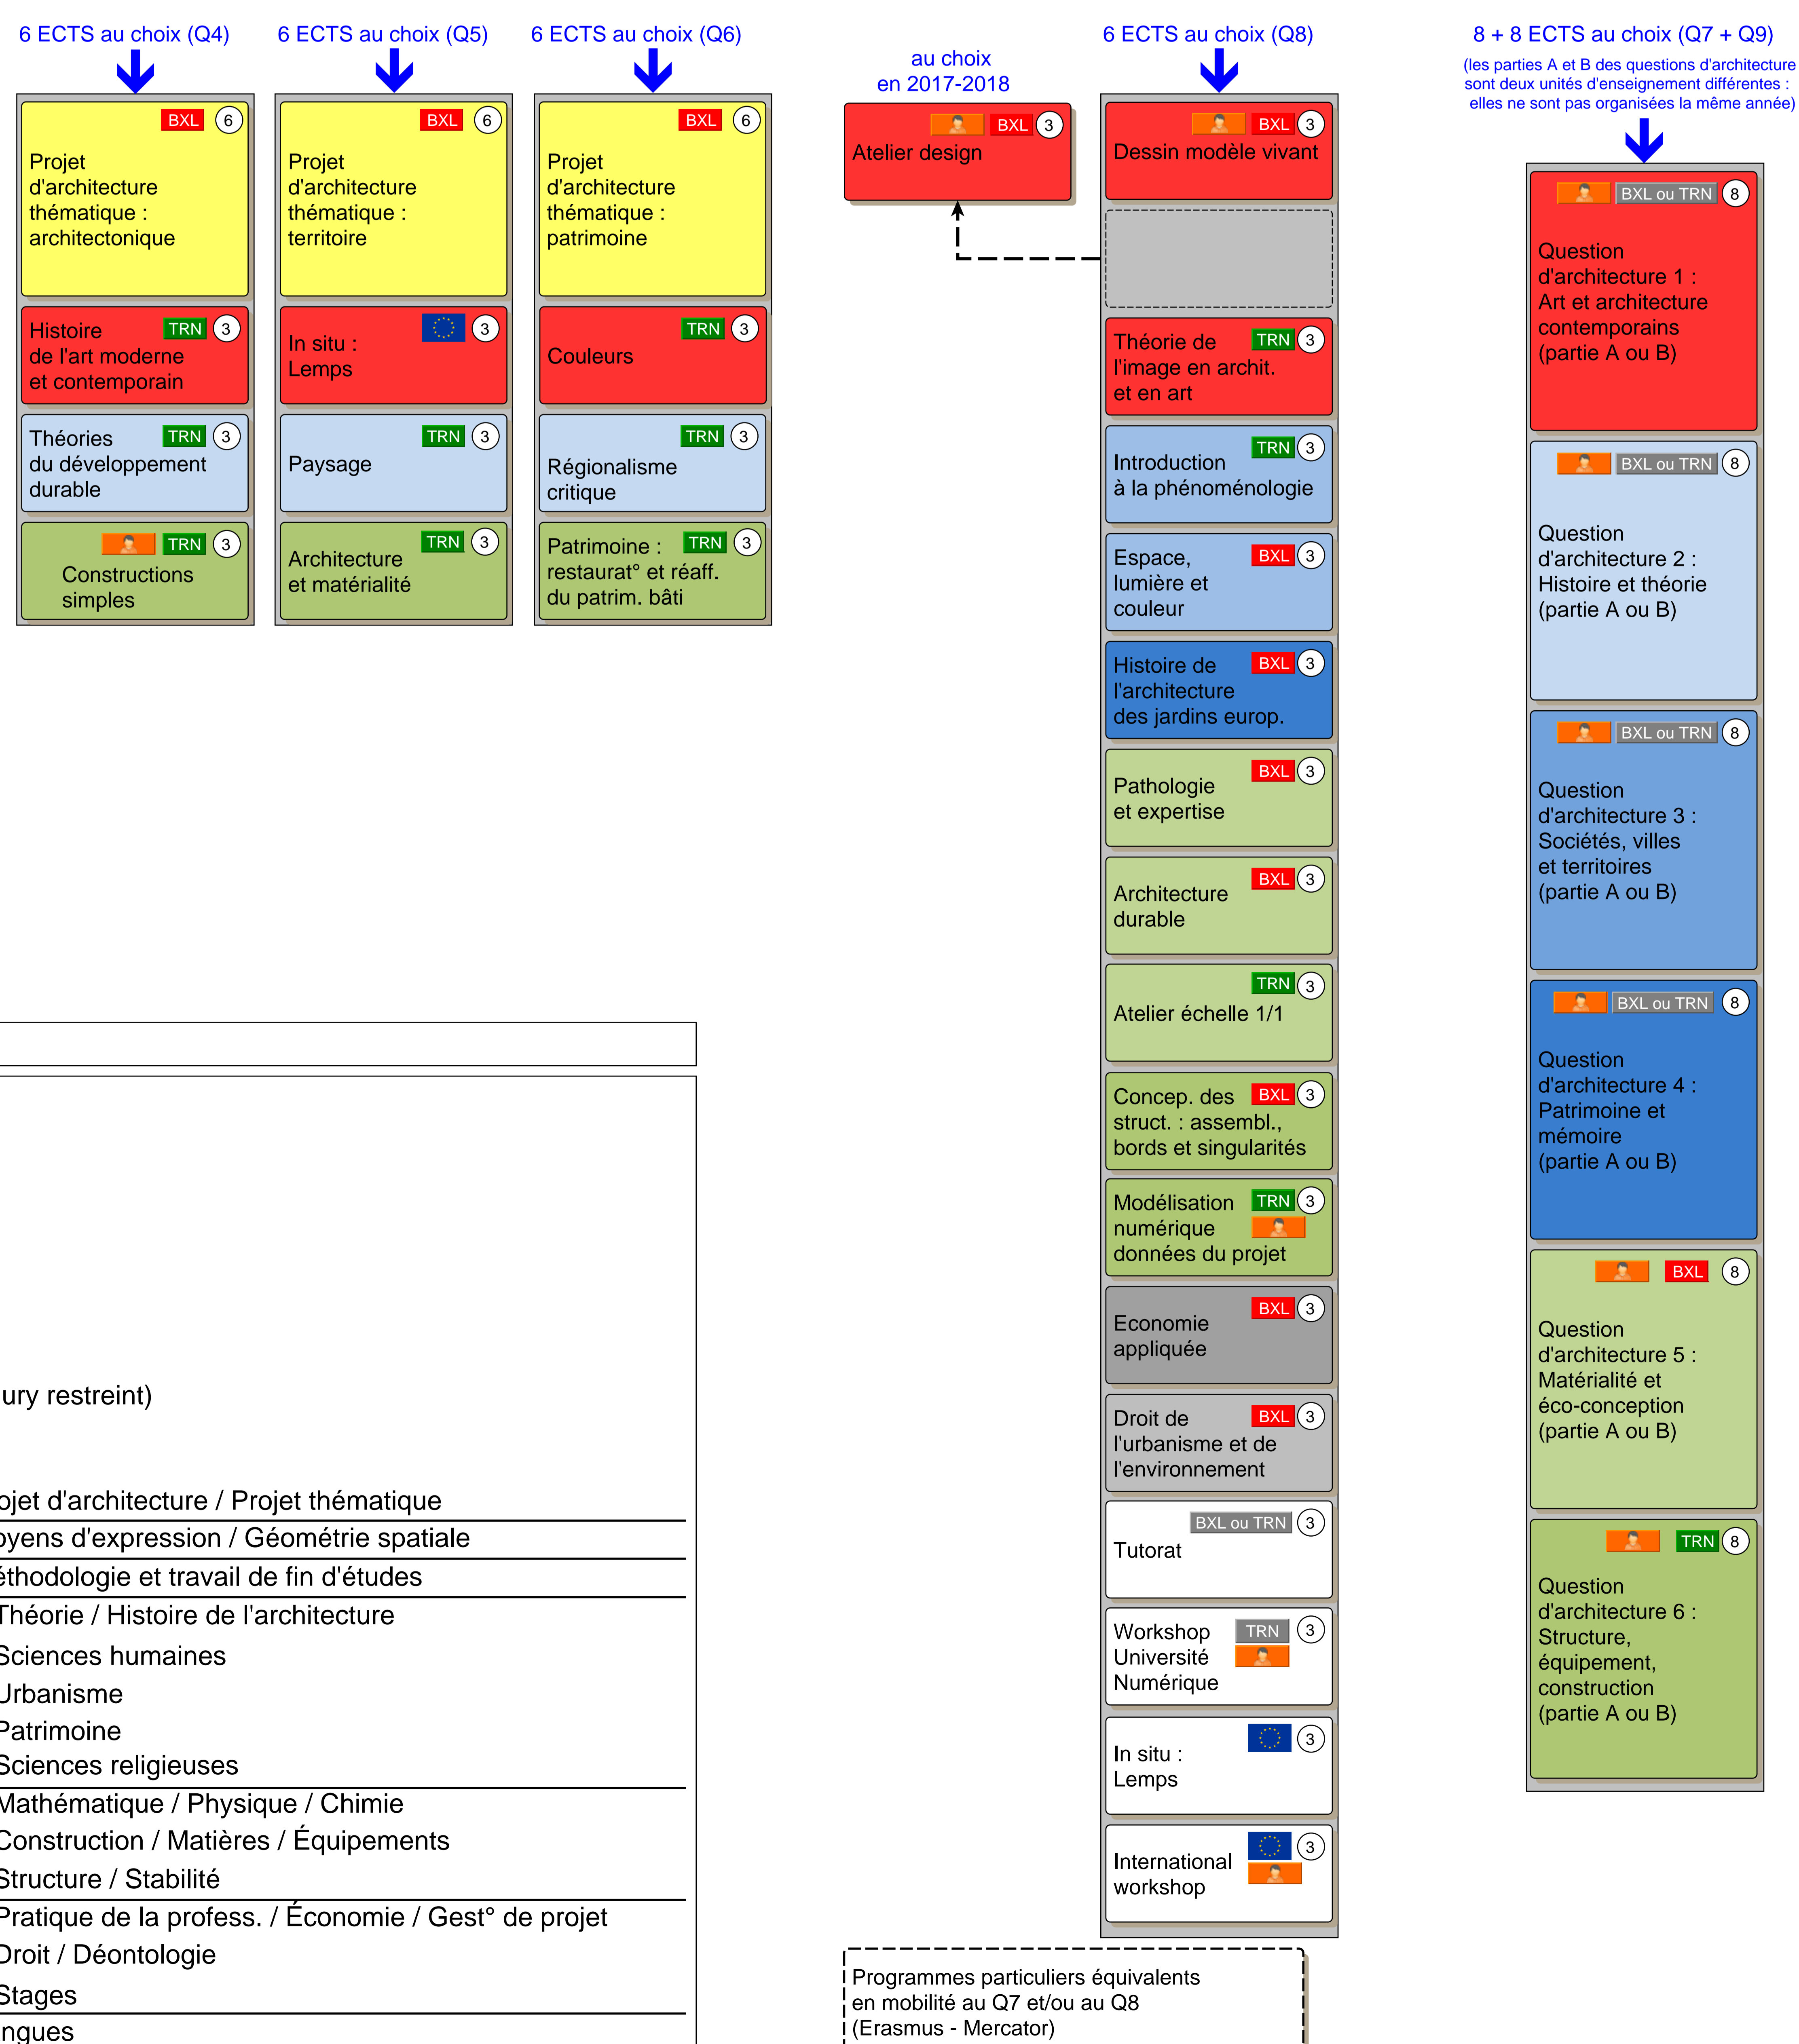 6 ECTS au choix (Q4)
BXL 6
Projet
d'architecture
thématique :
architectonique
Histoire TRN 3
de l'art moderne
et contemporain
Théories TRN 3
du développement
durable
TRN 3
Constructions
simples
6 ECTS au choix (Q5)
BXL 6
Projet
d'architecture
thématique :
territoire
3
In situ :
Lemps
TRN 3
Paysage
TRN 3
Architecture
et matérialité
6 ECTS au choix (Q6)
BXL 6
Projet
d'architecture
thématique :
patrimoine
TRN 3
Couleurs
TRN 3
Régionalisme
critique
Patrimoine : TRN 3
restaurat° et réaff.
du patrim. bâti
au choix
en 2017-2018
BXL 3
Atelier design
6 ECTS au choix (Q8)
BXL 3
Dessin modèle vivant
Théorie de TRN 3
l'image en archit.
et en art
TRN 3
Introduction
à la phénoménologie
Espace, BXL 3
lumière et
couleur
Histoire de BXL 3
l'architecture
des jardins europ.
BXL 3
Pathologie
et expertise
BXL 3
Architecture
durable
TRN 3
Atelier échelle 1/1
Concep. des BXL 3
struct. : assembl.,
bords et singularités
Modélisation TRN 3
numérique
données du projet
BXL 3
Economie
appliquée
Droit de BXL 3
l'urbanisme et de
l'environnement
BXL ou TRN 3
Tutorat
Workshop TRN 3
Université
Numérique
3
In situ :
Lemps
3
International
workshop
Programmes particuliers équivalents
en mobilité au Q7 et/ou au Q8
(Erasmus - Mercator)
8 + 8 ECTS au choix (Q7 + Q9)
(les parties A et B des questions d'architecture
sont deux unités d'enseignement différentes :
elles ne sont pas organisées la même année)
BXL ou TRN 8
Question
d'architecture 1 :
Art et architecture
contemporains
(partie A ou B)
BXL ou TRN 8
Question
d'architecture 2 :
Histoire et théorie
(partie A ou B)
BXL ou TRN 8
Question
d'architecture 3 :
Sociétés, villes
et territoires
(partie A ou B)
BXL ou TRN 8
Question
d'architecture 4 :
Patrimoine et
mémoire
(partie A ou B)
BXL 8
Question
d'architecture 5 :
Matérialité et
éco-conception
(partie A ou B)
TRN 8
Question
d'architecture 6 :
Structure,
équipement,
construction
(partie A ou B)
ury restreint)
ojet d'architecture / Projet thématique
oyens d'expression / Géométrie spatiale
éthodologie et travail de fin d'études
Théorie / Histoire de l'architecture
Sciences humaines
Urbanisme
Patrimoine
Sciences religieuses
Mathématique / Physique / Chimie
Construction / Matières / Équipements
Structure / Stabilité
Pratique de la profess. / Économie / Gest° de projet
Droit / Déontologie
Stages
ngues